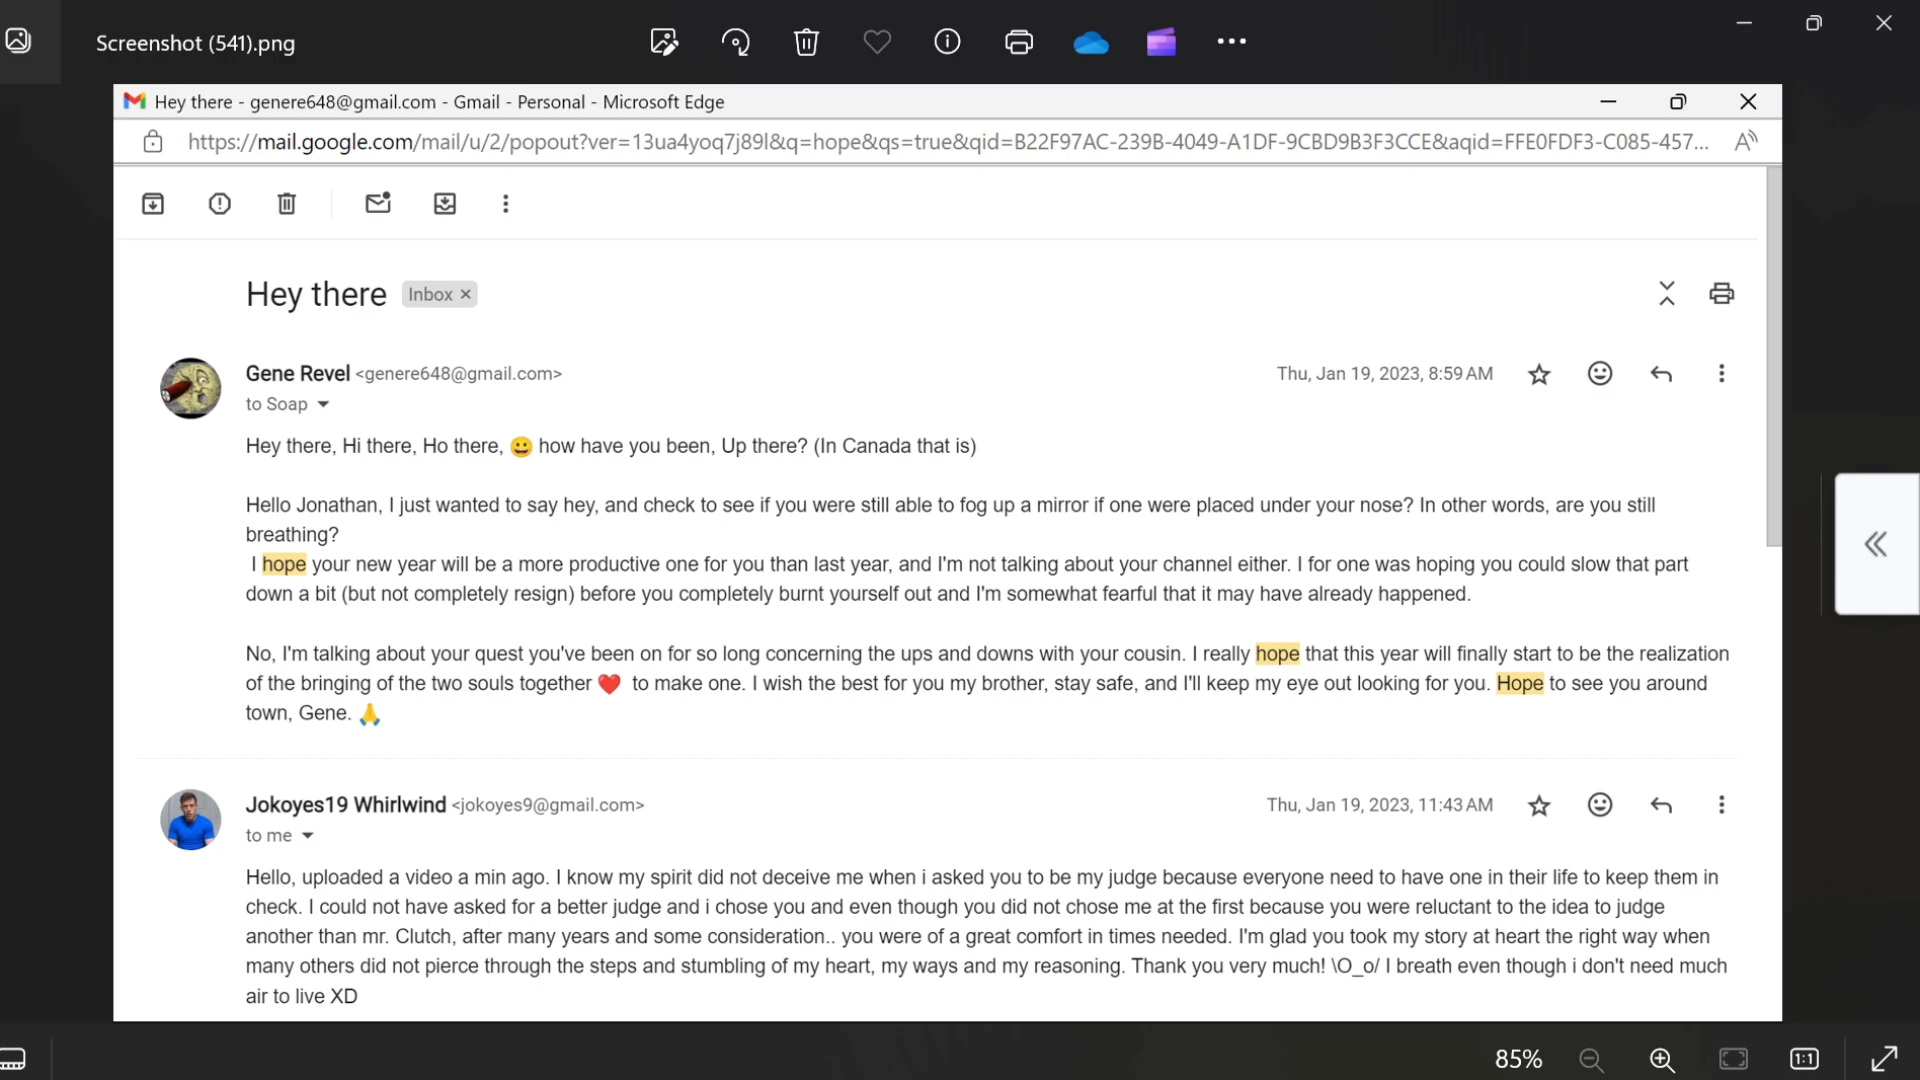 Screenshot (541).png
Hey there - genere648@gmail.com - Gmail - Personal - Microsoft Edge
https://mail.google.com/mail/u/2/popout?ver=13ua4yoq7j89l&q=hope&qs=true&qid=B22F97AC-239B-4049-A1DF-9CBD9B3F3CCE&aqid=FFE0FDF3-C085-457...
Hey there Inbox ×
Gene Revel <genere648@gmail.com> Thu, Jan 19, 2023, 8:59 AM
to Soap
Hey there, Hi there, Ho there, 😀 how have you been, Up there? (In Canada that is)
Hello Jonathan, I just wanted to say hey, and check to see if you were still able to fog up a mirror if one were placed under your nose? In other words, are you still
breathing?
I hope your new year will be a more productive one for you than last year, and I'm not talking about your channel either. I for one was hoping you could slow that part
down a bit (but not completely resign) before you completely burnt yourself out and I'm somewhat fearful that it may have already happened.
No, I'm talking about your quest you've been on for so long concerning the ups and downs with your cousin. I really hope that this year will finally start to be the realization
of the bringing of the two souls together ❤️ to make one. I wish the best for you my brother, stay safe, and I'll keep my eye out looking for you. Hope to see you around
town, Gene. 🙏
Jokoyes19 Whirlwind <jokoyes9@gmail.com> Thu, Jan 19, 2023, 11:43 AM
to me
Hello, uploaded a video a min ago. I know my spirit did not deceive me when i asked you to be my judge because everyone need to have one in their life to keep them in
check. I could not have asked for a better judge and i chose you and even though you did not chose me at the first because you were reluctant to the idea to judge
another than mr. Clutch, after many years and some consideration.. you were of a great comfort in times needed. I'm glad you took my story at heart the right way when
many others did not pierce through the steps and stumbling of my heart, my ways and my reasoning. Thank you very much! \O_o/ I breath even though i don't need much
air to live XD
85% 1:1